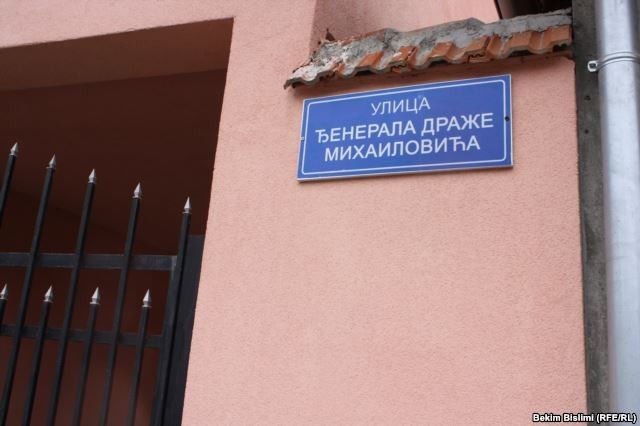 УЛИЦА
ЂЕНЕРАЛА ДРАЖЕ
МИХАИЛОВИЋА
Bekim Bislimi (RFE/RL)